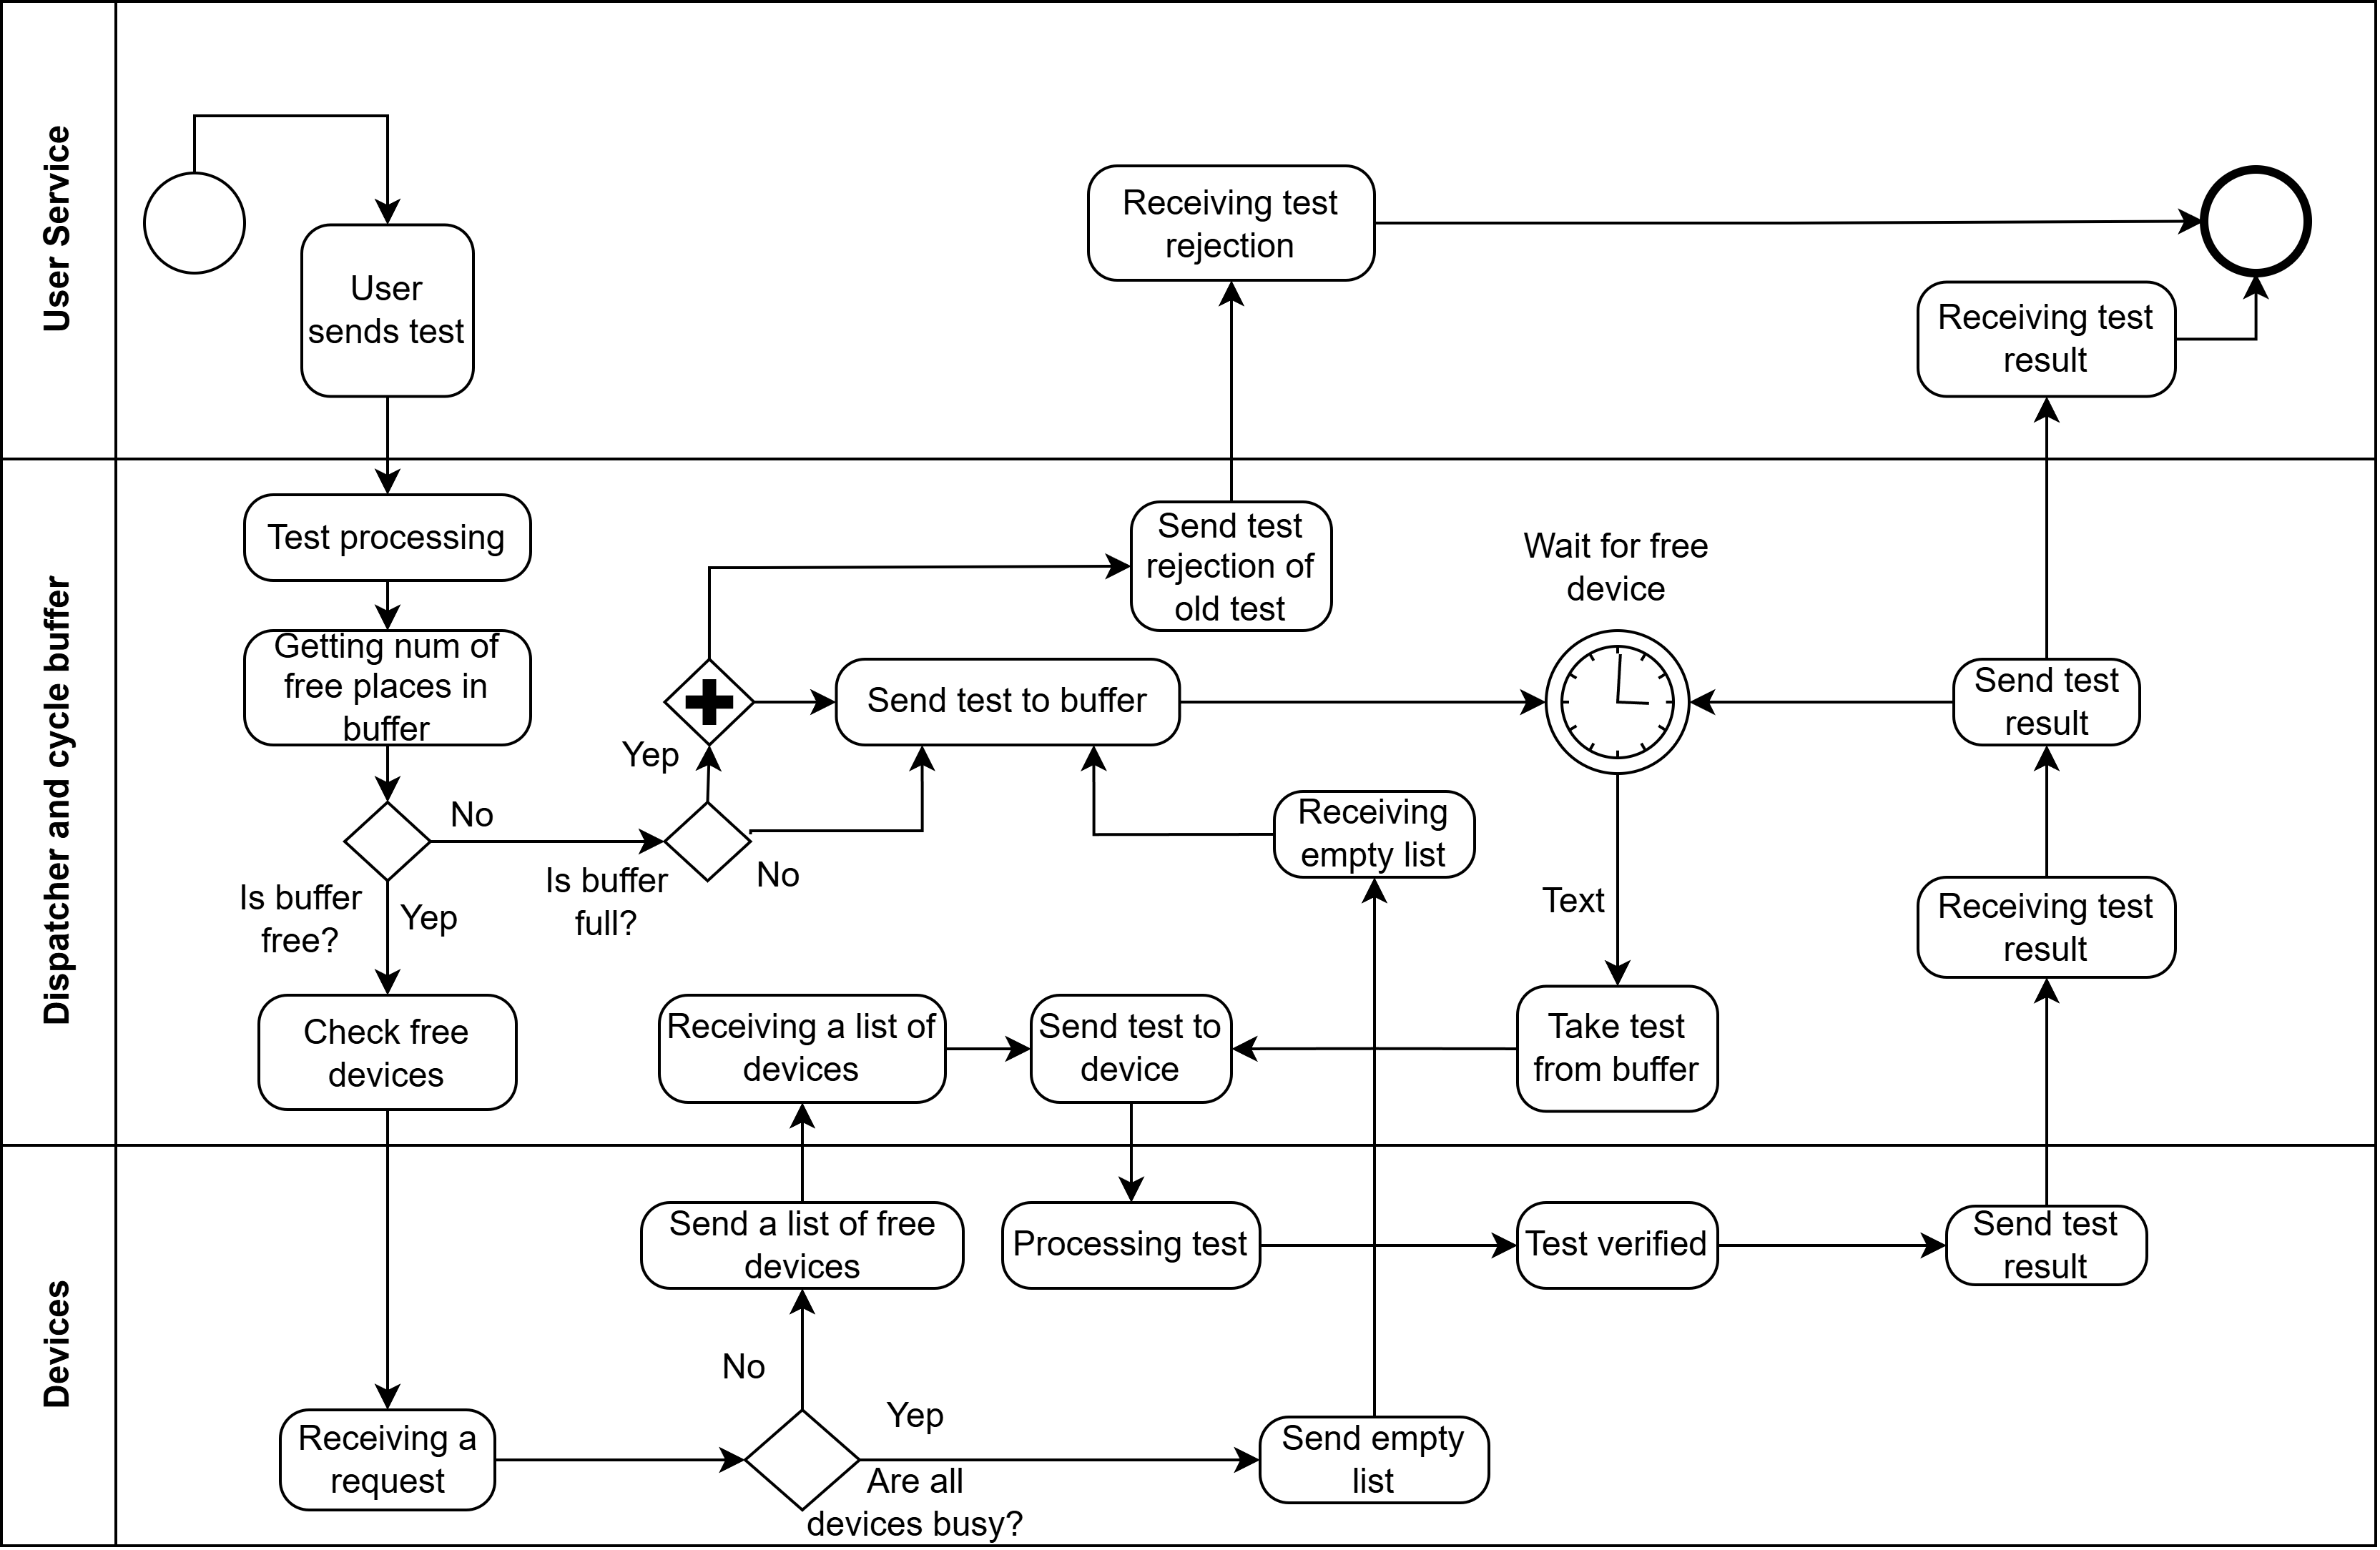 User Service
User
sends test
Receiving test
rejection
Receiving test
result
Dispatcher and cycle buffer
Test processing
Getting num of
free places in
buffer
Is buffer
free?
No
Yep
Is buffer
full?
Yep
No
Send test
rejection of
old test
Send test to buffer
Wait for free
device
Send test
result
Receiving
empty list
Text
Receiving test
result
Check free
devices
Receiving a list of
devices
Send test to
device
Take test
from buffer
Devices
Send a list of free
devices
Processing test
Test verified
Send test
result
No
Yep
Receiving a
request
Are all
devices busy?
Send empty
list